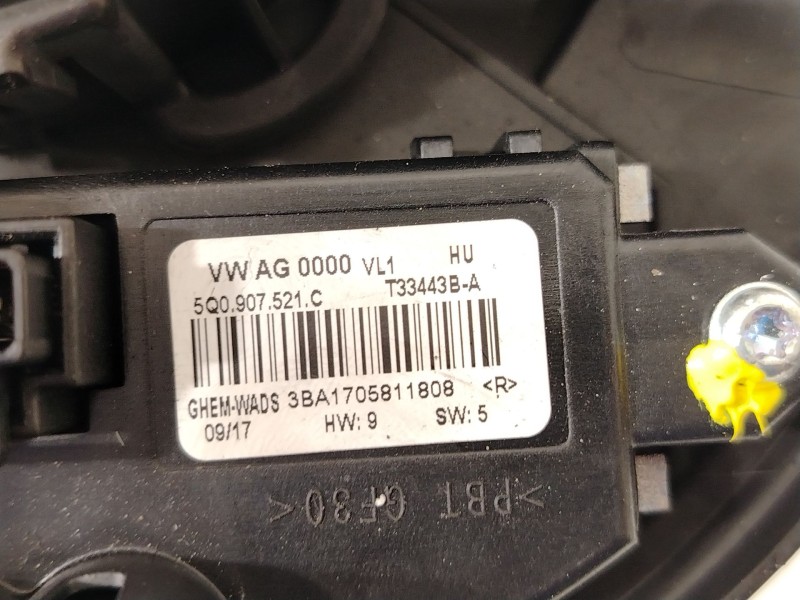 VW AG 0000 VL1 HU
5Q0.907.521.C T33443B-A
GHEM-WADS 3BA1705811808 <R>
09/17 HW: 9 SW: 5
>PBT GF30<